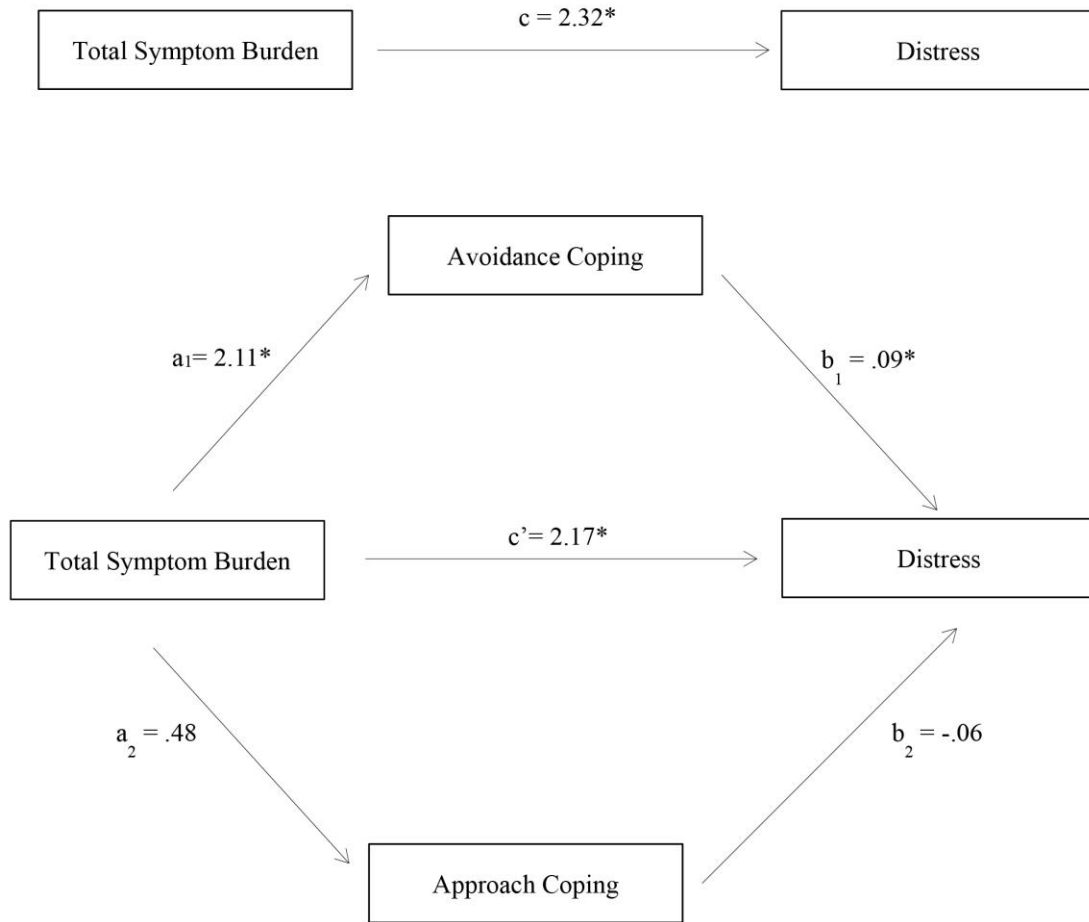 c = 2.32*
Total Symptom Burden
Distress
Avoidance Coping
a₁= 2.11*
b₁ = .09*
c’= 2.17*
Total Symptom Burden
Distress
a₂ = .48
b₂ = -.06
Approach Coping